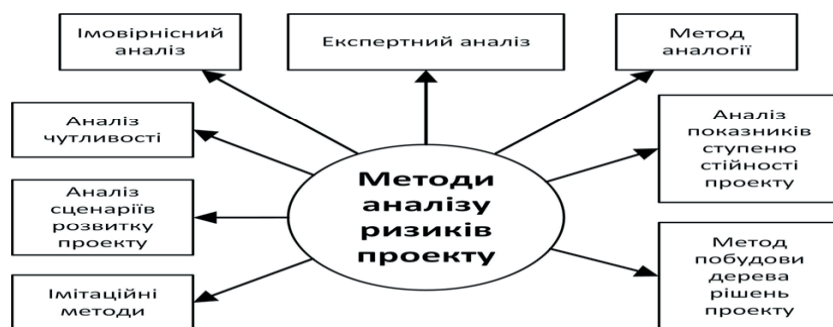 Імовірнісний
аналіз
Експертний аналіз
Метод
аналогії
Аналіз
чутливості
Аналіз
показників
ступеню
стійності
проекту
Методи
аналізу
ризиків
проекту
Аналіз
сценаріїв
розвитку
проекту
Імітаційні
методи
Метод
побудови
дерева
рішень
проекту